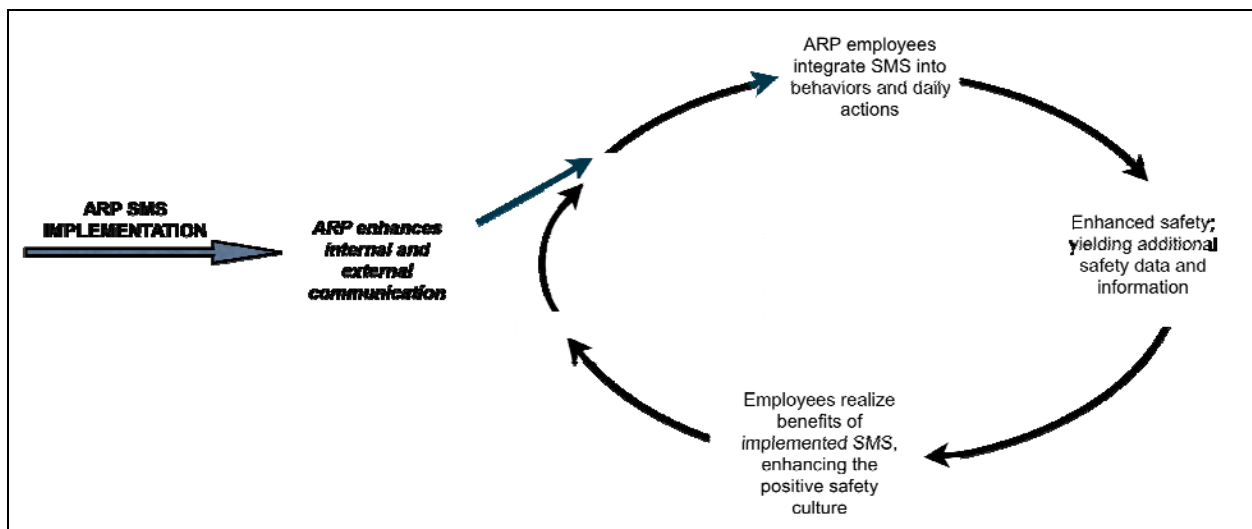 ARP SMS
IMPLEMENTATION
ARP enhances
internal and
external
communication
ARP employees
integrate SMS into
behaviors and daily
actions
Enhanced safety;
yielding additional
safety data and
information
Employees realize
benefits of
implemented SMS,
enhancing the
positive safety
culture